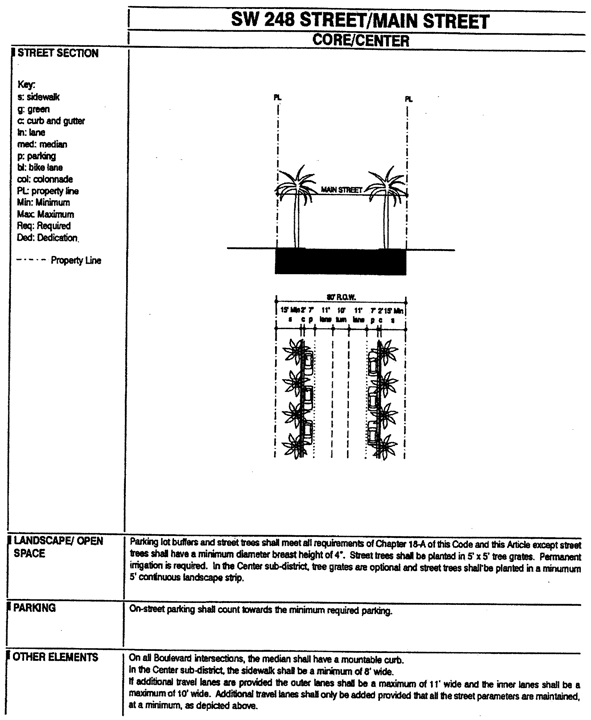 SW 248 STREET/MAIN STREET
CORE/CENTER
STREET SECTION
Key:
s: sidewalk
g: green
c: curb and gutter
ln: lane
med: median
p: parking
bl: bike lane
col: colonnade
PL: property line
Min: Minimum
Max: Maximum
Req: Required
Ded: Dedication
Property Line
PL PL
MAIN STREET
80' R.O.W.
15' Min 2' 7' 11' 10' 11' 7' 2' 15' Min
s c p lane turn lane p c s
LANDSCAPE/ OPEN
SPACE
Parking lot buffers and street trees shall meet all requirements of Chapter 18-A of this Code and this Article except street
trees shall have a minimum diameter breast height of 4". Street trees shall be planted in 5' x 5' tree grates. Permanent
irrigation is required. In the Center sub-district, tree grates are optional and street trees shall be planted in a minumum
5' continuous landscape strip.
PARKING
On-street parking shall count towards the minimum required parking.
OTHER ELEMENTS
On all Boulevard intersections, the median shall have a mountable curb.
In the Center sub-district, the sidewalk shall be a minimum of 8' wide.
If additional travel lanes are provided the outer lanes shall be a maximum of 11' wide and the inner lanes shall be a
maximum of 10' wide. Additional travel lanes shall only be added provided that all the street parameters are maintained,
at a minimum, as depicted above.